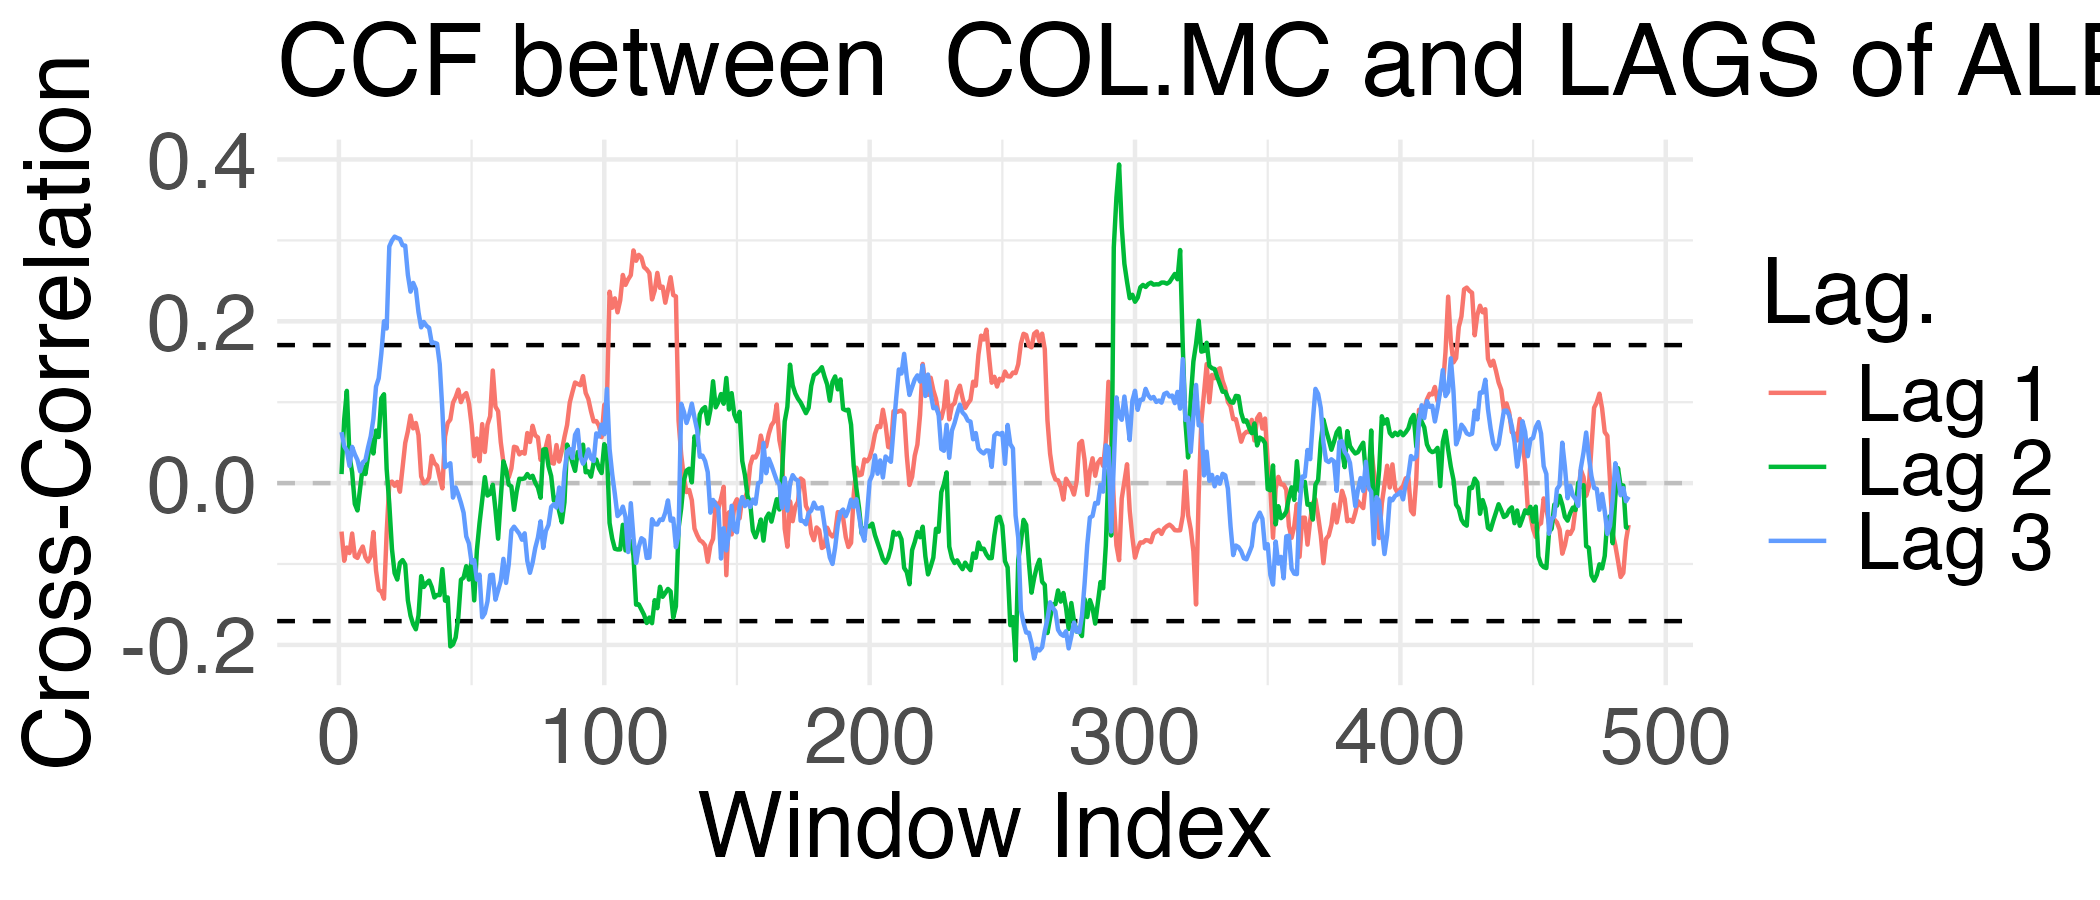 CCF between  COL.MC and LAGS of ALE
Cross-Correlation
0.4
0.2
0.0
-0.2
0
100
200
300
400
500
Window Index
Lag.
Lag 1
Lag 2
Lag 3